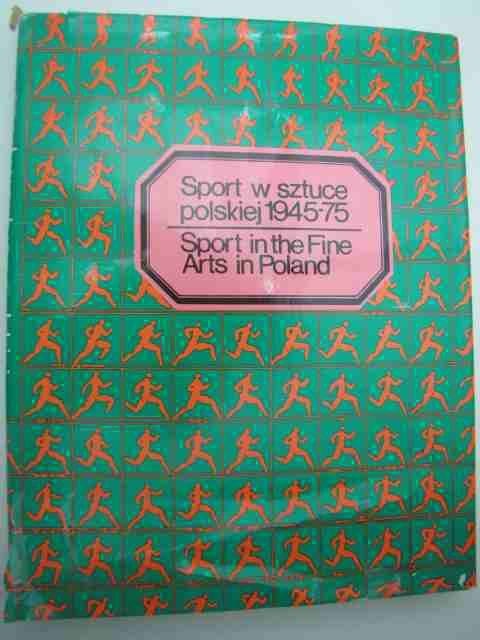 Sport w sztuce
polskiej 1945-75
Sport in the Fine
Arts in Poland